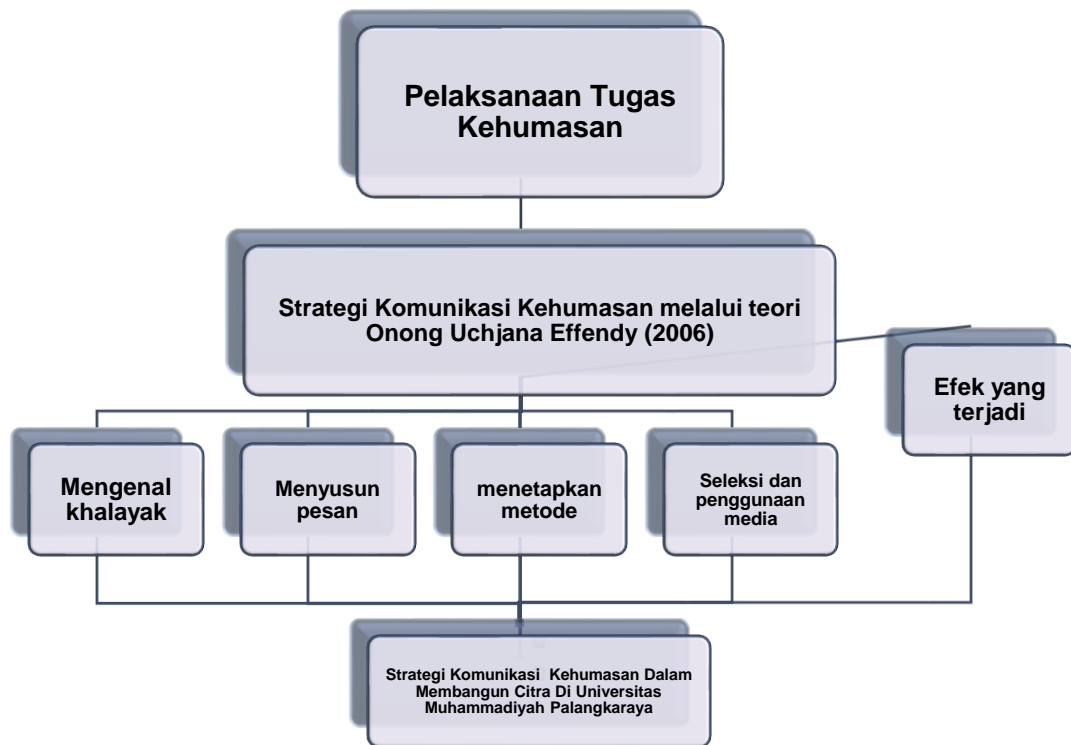 Pelaksanaan Tugas
Kehumasan
Strategi Komunikasi Kehumasan melalui teori
Onong Uchjana Effendy (2006)
Efek yang
terjadi
Mengenal
khalayak
Menyusun
pesan
menetapkan
metode
Seleksi dan
penggunaan
media
Strategi Komunikasi Kehumasan Dalam
Membangun Citra Di Universitas
Muhammadiyah Palangkaraya